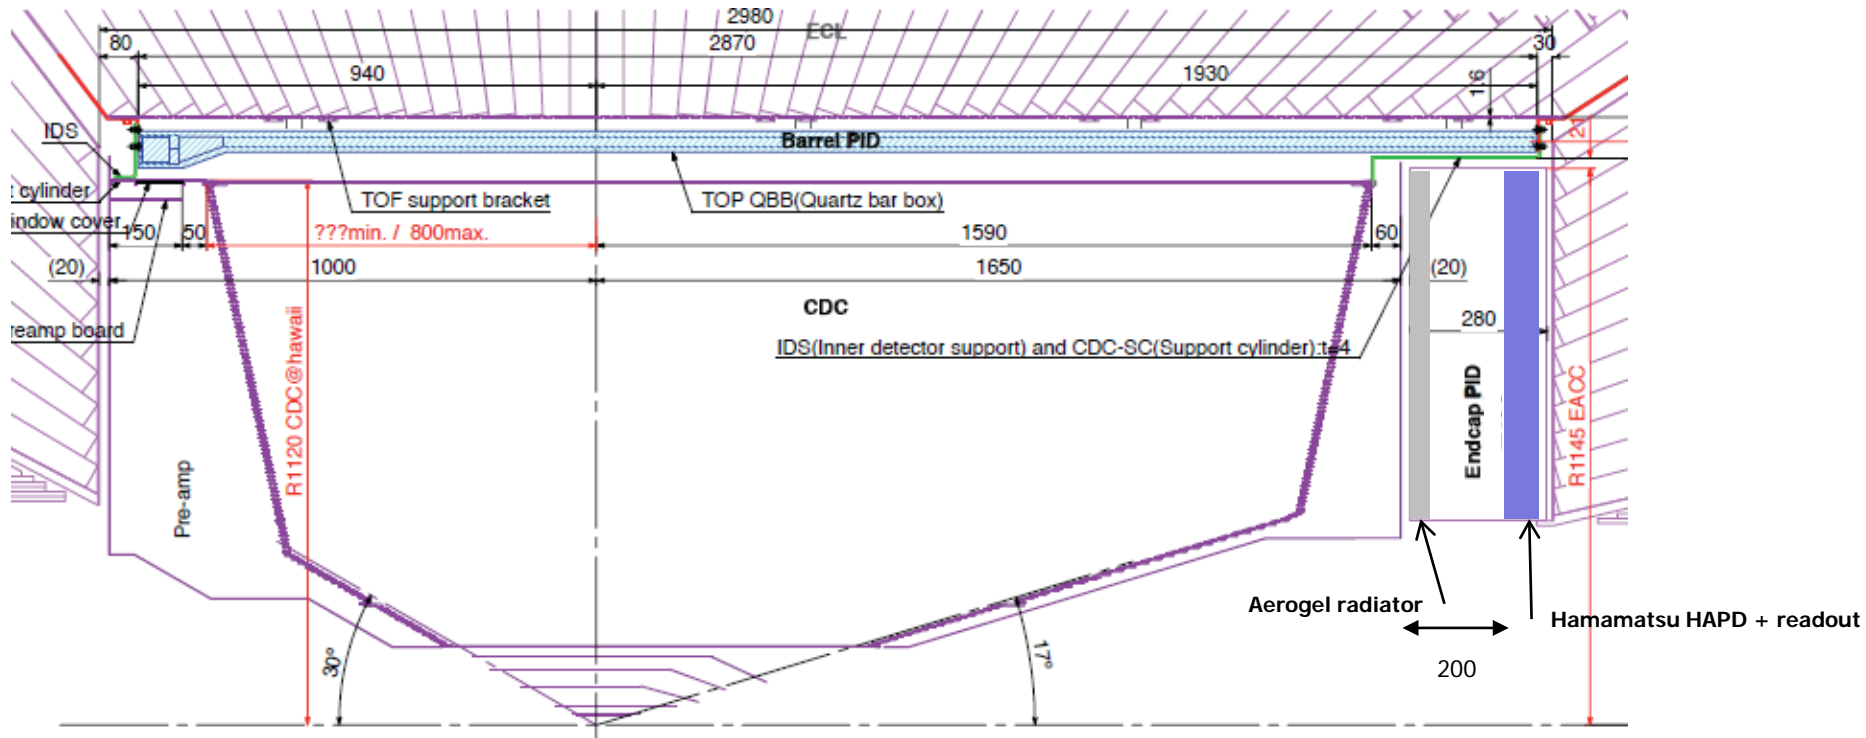 2980
ECL
80
2870
30
940
1930
16
IDS
Barrel PID
21
t cylinder
TOF support bracket
TOP QBB(Quartz bar box)
indow cover
150
50
???min. / 800max.
1590
60
(20)
1000
1650
(20)
CDC
reamp board
280
IDS(Inner detector support) and CDC-SC(Support cylinder):t=4
R1120 CDC@hawaii
Endcap PID
R1145 EACC
Pre-amp
Aerogel radiator
Hamamatsu HAPD + readout
30°
17°
200